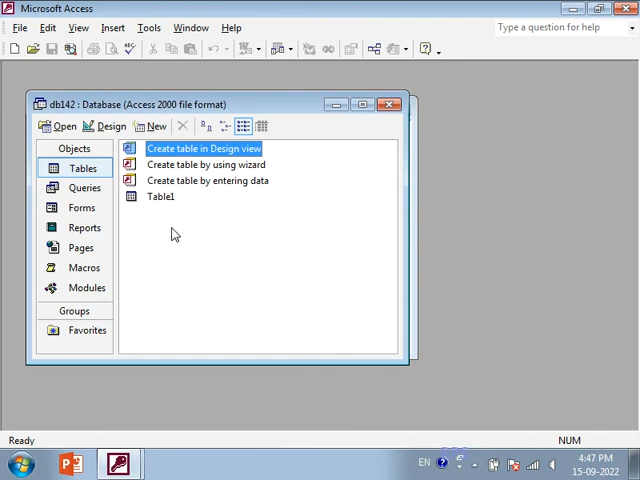 Microsoft Access
File Edit View Insert Tools Window Help
Type a question for help
db142 : Database (Access 2000 file format)
Open Design New
Objects
Tables
Queries
Forms
Reports
Pages
Macros
Modules
Groups
Favorites
Create table in Design view
Create table by using wizard
Create table by entering data
Table1
Ready
NUM
EN
4:47 PM
15-09-2022